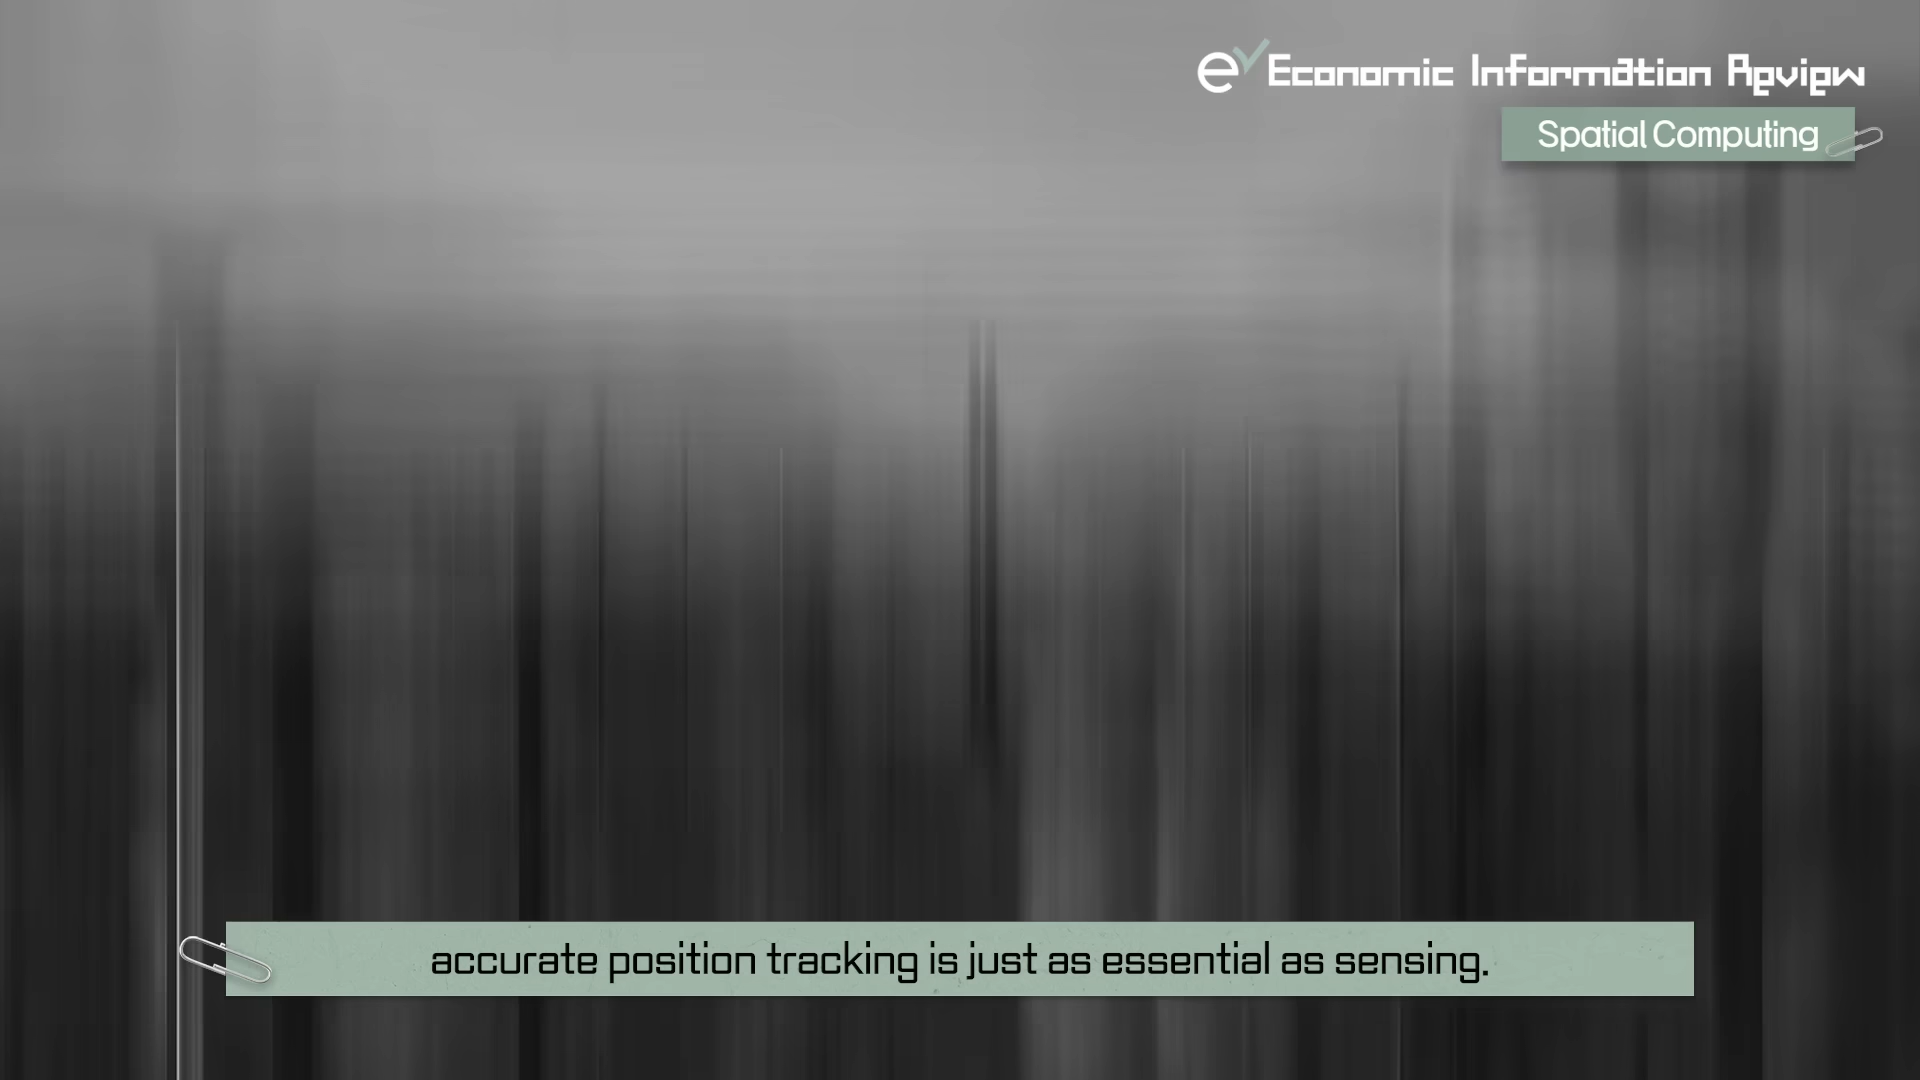 Economic Information Review
Spatial Computing
accurate position tracking is just as essential as sensing.